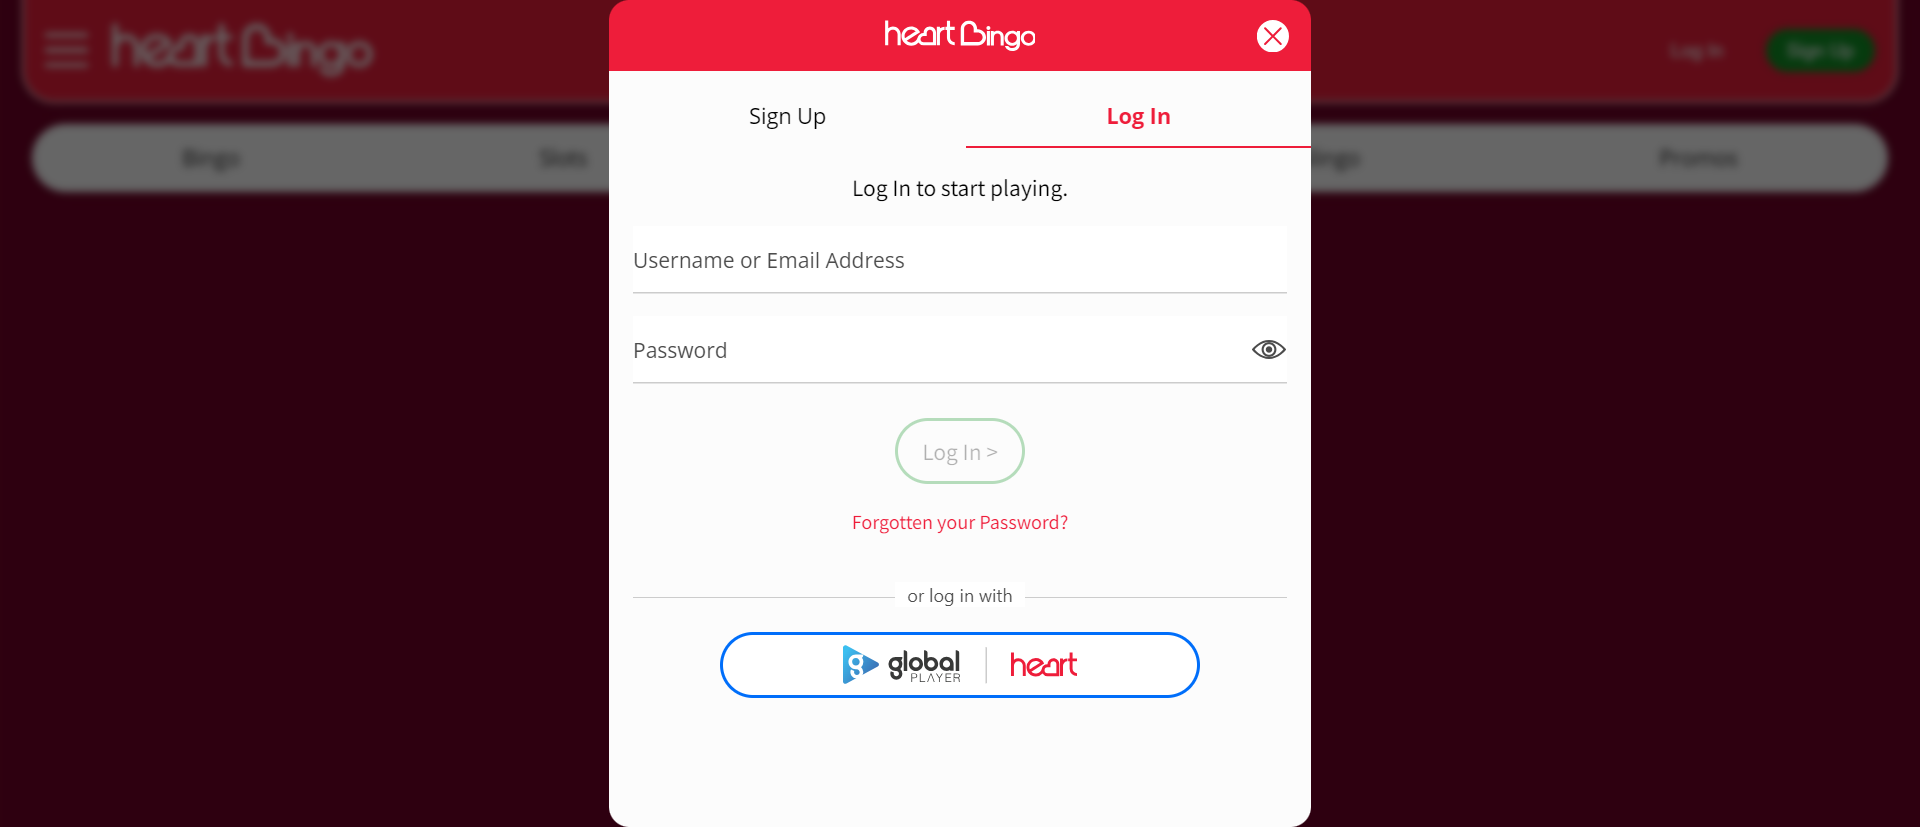 heart Bingo
Log In
Sign Up
Bingo
Slots
Promos
heart Bingo
Sign Up
Log In
Log In to start playing.
Username or Email Address
Password
Log In >
Forgotten your Password?
or log in with
global PLAYER
heart